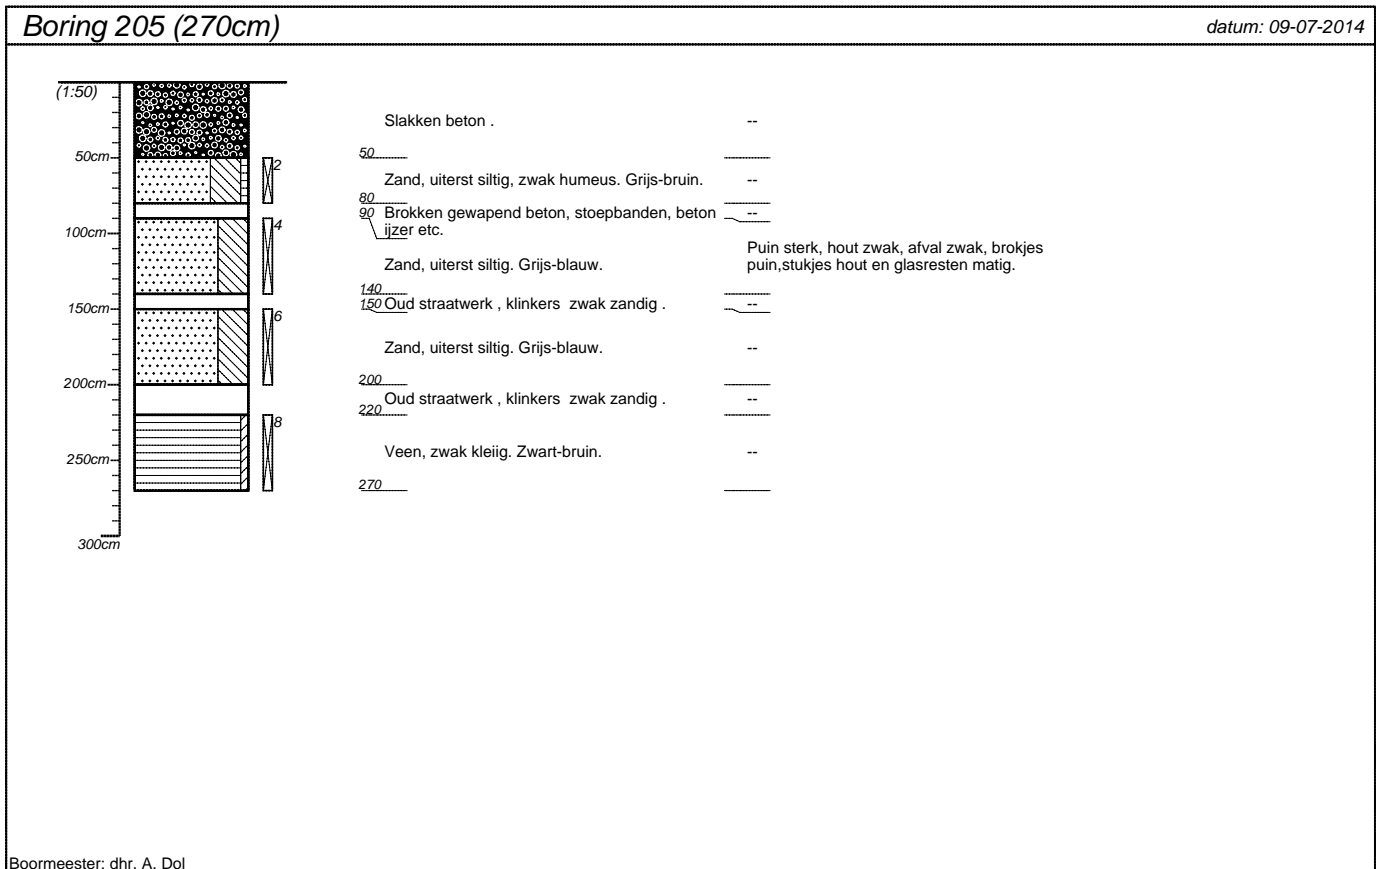 Boring 205 (270cm)
datum: 09-07-2014
(1:50)
Slakken beton .
--
50
50cm
2
Zand, uiterst siltig, zwak humeus. Grijs-bruin.
--
80
90
Brokken gewapend beton, stoepbanden, beton
ijzer etc.
--
4
100cm
Zand, uiterst siltig. Grijs-blauw.
Puin sterk, hout zwak, afval zwak, brokjes
puin,stukjes hout en glasresten matig.
140
150
Oud straatwerk , klinkers  zwak zandig .
--
150cm
6
Zand, uiterst siltig. Grijs-blauw.
--
200
200cm
Oud straatwerk , klinkers  zwak zandig .
--
220
8
Veen, zwak kleiig. Zwart-bruin.
--
250cm
270
300cm
Boormeester: dhr. A. Dol